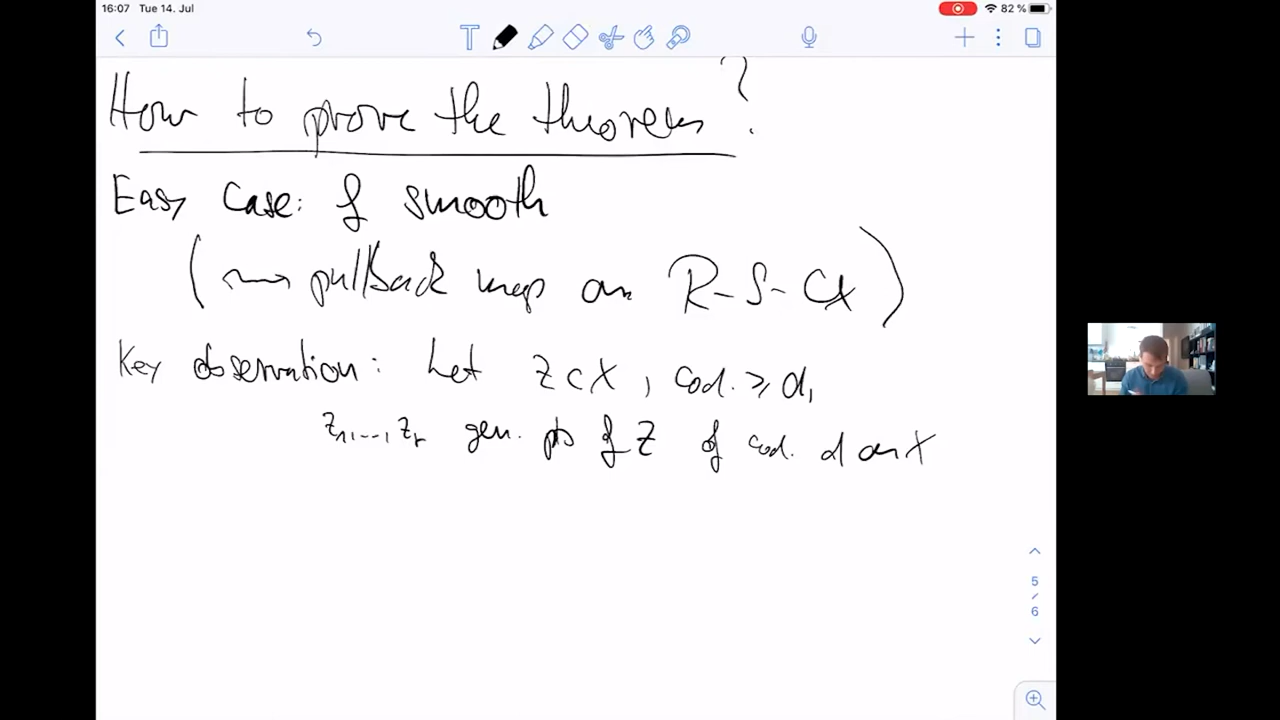 16:07 Tue 14. Jul 82 %
How to prove the theorem?
Easy Case: f smooth
(⇝ pullback map on R-S-Cx)
Key observation: Let Z ⊂ X, cod. ≥ d,
z₁,...,zᵣ gen. pts of Z of cod. d on X
5
/
6